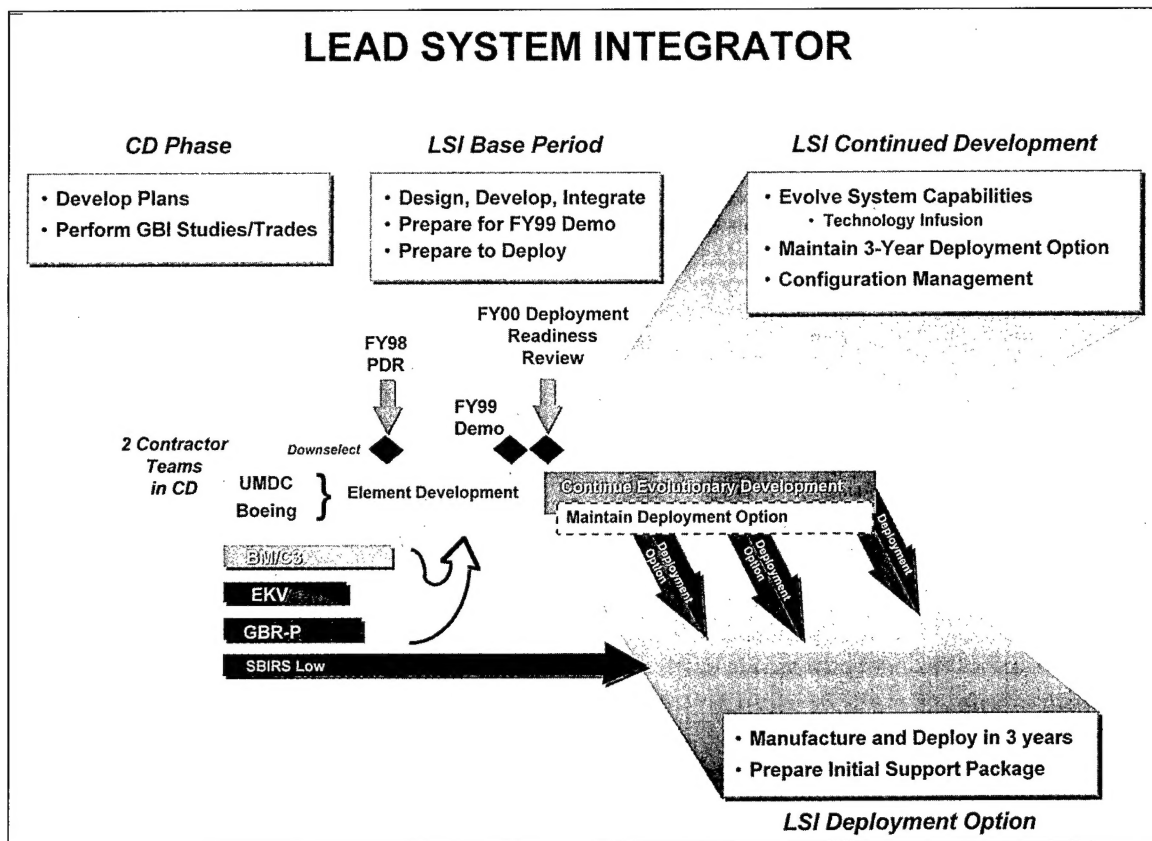 LEAD SYSTEM INTEGRATOR
CD Phase
• Develop Plans
• Perform GBI Studies/Trades
LSI Base Period
• Design, Develop, Integrate
• Prepare for FY99 Demo
• Prepare to Deploy
LSI Continued Development
• Evolve System Capabilities
• Technology Infusion
• Maintain 3-Year Deployment Option
• Configuration Management
FY98
PDR
FY00 Deployment
Readiness
Review
FY99
Demo
2 Contractor
Teams
in CD
Downselect
UMDC
Boeing
Element Development
Continue Evolutionary Development
Maintain Deployment Option
BM/C3
EKV
GBR-P
SBIRS Low
Deployment
Option
Deployment
Option
Deployment
• Manufacture and Deploy in 3 years
• Prepare Initial Support Package
LSI Deployment Option